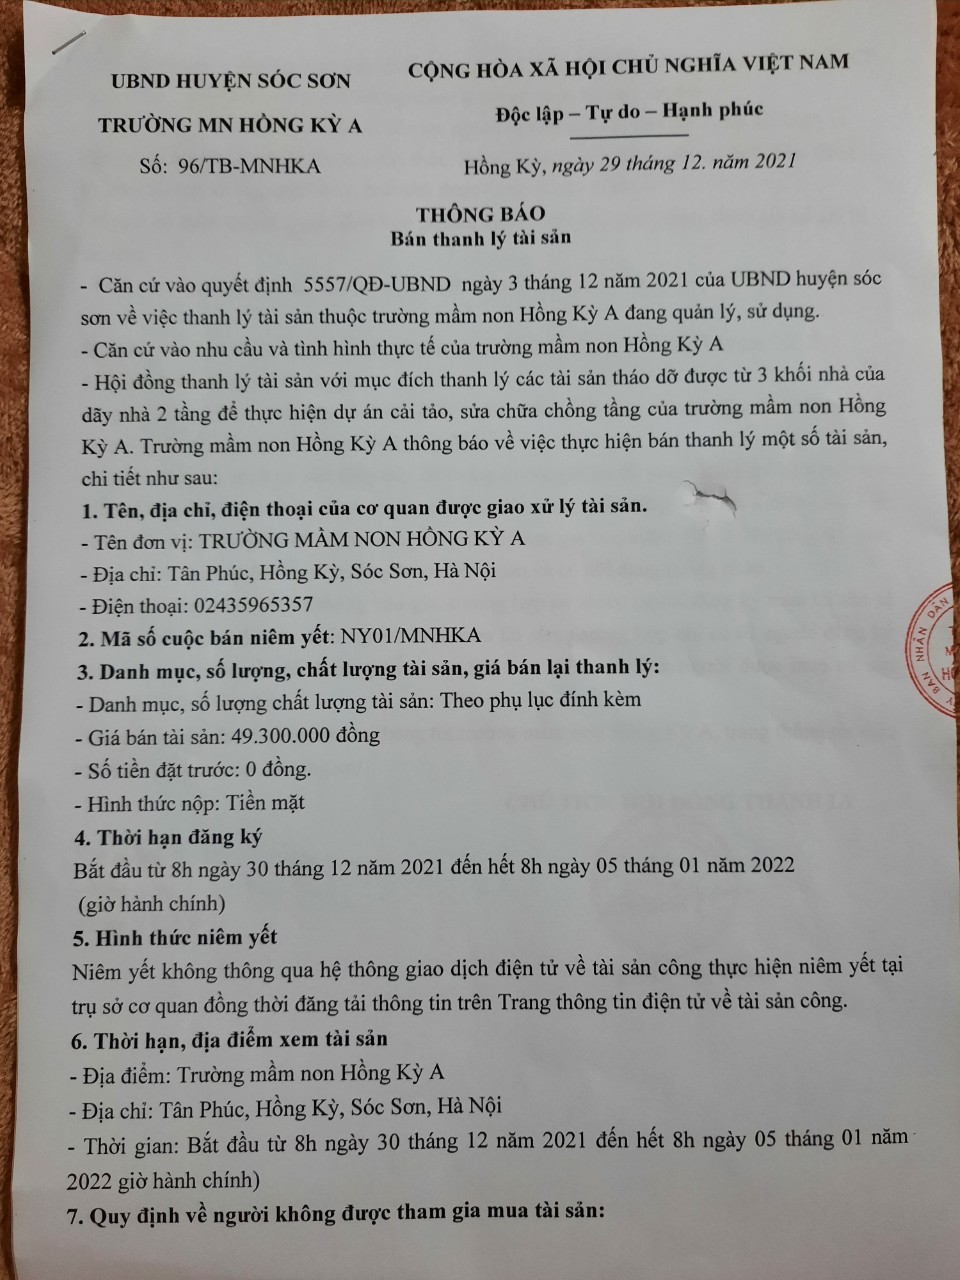 UBND HUYỆN SÓC SƠN
TRƯỜNG MN HỒNG KỲ A
Số: 96/TB-MNHKA
CỘNG HÒA XÃ HỘI CHỦ NGHĨA VIỆT NAM
Độc lập – Tự do – Hạnh phúc
Hồng Kỳ, ngày 29 tháng 12. năm 2021
THÔNG BÁO
Bán thanh lý tài sản
- Căn cứ vào quyết định 5557/QĐ-UBND ngày 3 tháng 12 năm 2021 của UBND huyện sóc
sơn về việc thanh lý tài sản thuộc trường mầm non Hồng Kỳ A đang quản lý, sử dụng.
- Căn cứ vào nhu cầu và tình hình thực tế của trường mầm non Hồng Kỳ A
- Hội đồng thanh lý tài sản với mục đích thanh lý các tài sản tháo dỡ được từ 3 khối nhà của
dãy nhà 2 tầng để thực hiện dự án cải tạo, sửa chữa chồng tầng của trường mầm non Hồng
Kỳ A. Trường mầm non Hồng Kỳ A thông báo về việc thực hiện bán thanh lý một số tài sản,
chi tiết như sau:
1. Tên, địa chỉ, điện thoại của cơ quan được giao xử lý tài sản.
- Tên đơn vị: TRƯỜNG MẦM NON HỒNG KỲ A
- Địa chỉ: Tân Phúc, Hồng Kỳ, Sóc Sơn, Hà Nội
- Điện thoại: 02435965357
2. Mã số cuộc bán niêm yết: NY01/MNHKA
3. Danh mục, số lượng, chất lượng tài sản, giá bán lại thanh lý:
- Danh mục, số lượng chất lượng tài sản: Theo phụ lục đính kèm
- Giá bán tài sản: 49.300.000 đồng
- Số tiền đặt trước: 0 đồng.
- Hình thức nộp: Tiền mặt
4. Thời hạn đăng ký
Bắt đầu từ 8h ngày 30 tháng 12 năm 2021 đến hết 8h ngày 05 tháng 01 năm 2022
(giờ hành chính)
5. Hình thức niêm yết
Niêm yết không thông qua hệ thông giao dịch điện tử về tài sản công thực hiện niêm yết tại
trụ sở cơ quan đồng thời đăng tải thông tin trên Trang thông tin điện tử về tài sản công.
6. Thời hạn, địa điểm xem tài sản
- Địa điểm: Trường mầm non Hồng Kỳ A
- Địa chỉ: Tân Phúc, Hồng Kỳ, Sóc Sơn, Hà Nội
- Thời gian: Bắt đầu từ 8h ngày 30 tháng 12 năm 2021 đến hết 8h ngày 05 tháng 01 năm
2022 giờ hành chính)
7. Quy định về người không được tham gia mua tài sản:
BAN NHÂN DÂN